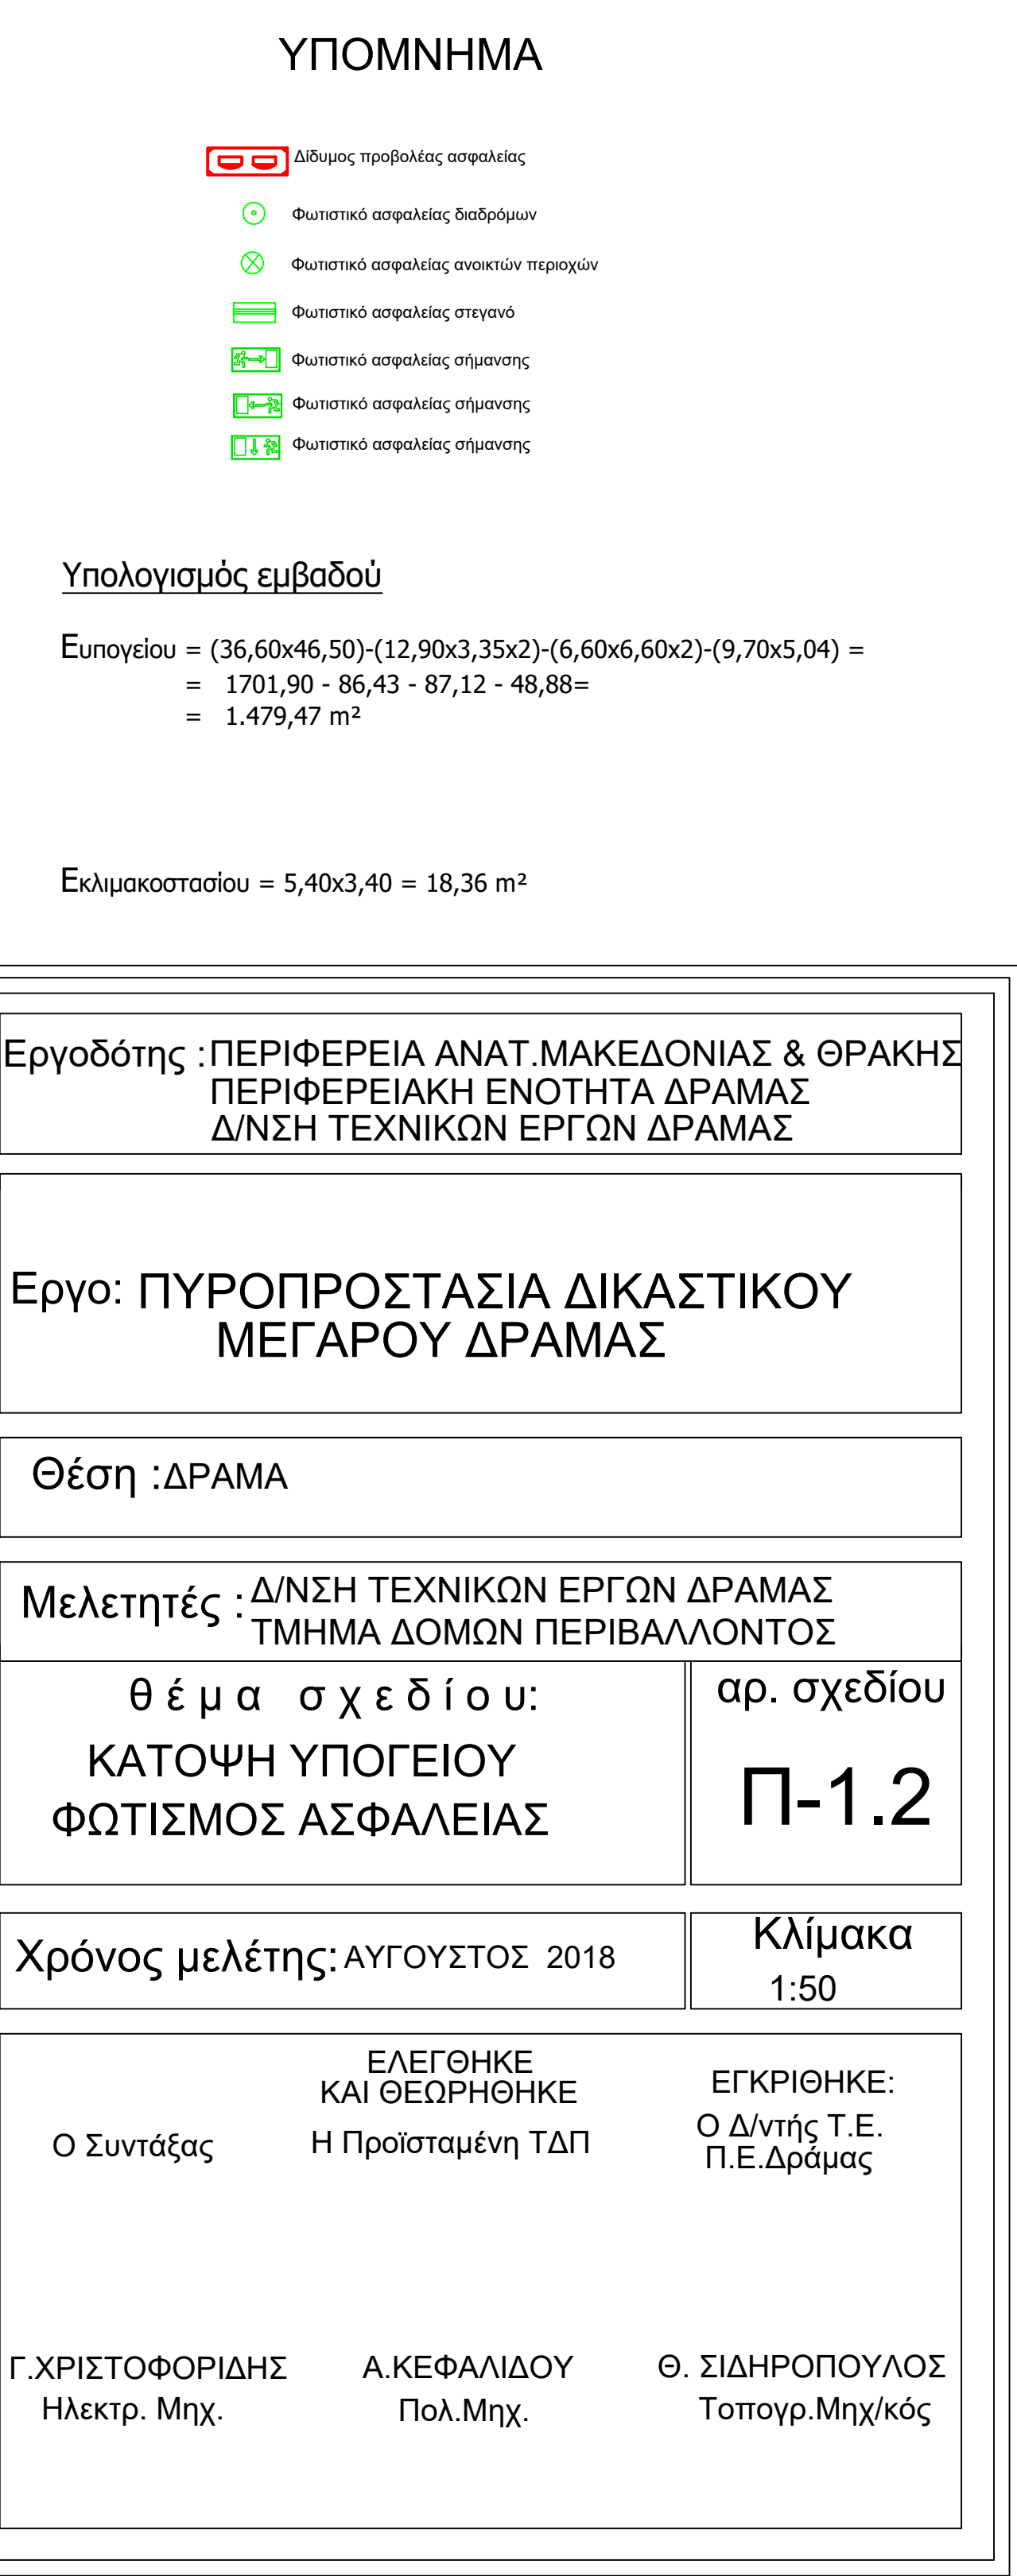 ΥΠΟΜΝΗΜΑ
Δίδυμος προβολέας ασφαλείας
Φωτιστικό ασφαλείας διαδρόμων
Φωτιστικό ασφαλείας ανοικτών περιοχών
Φωτιστικό ασφαλείας στεγανό
Φωτιστικό ασφαλείας σήμανσης
Φωτιστικό ασφαλείας σήμανσης
Φωτιστικό ασφαλείας σήμανσης
Υπολογισμός εμβαδού
Ευπογείου = (36,60x46,50)-(12,90x3,35x2)-(6,60x6,60x2)-(9,70x5,04) =
= 1701,90 - 86,43 - 87,12 - 48,88=
= 1.479,47 m²
Εκλιμακοστασίου = 5,40x3,40 = 18,36 m²
Εργοδότης : ΠΕΡΙΦΕΡΕΙΑ ΑΝΑΤ.ΜΑΚΕΔΟΝΙΑΣ & ΘΡΑΚΗΣ
ΠΕΡΙΦΕΡΕΙΑΚΗ ΕΝΟΤΗΤΑ ΔΡΑΜΑΣ
Δ/ΝΣΗ ΤΕΧΝΙΚΩΝ ΕΡΓΩΝ ΔΡΑΜΑΣ
Εργο: ΠΥΡΟΠΡΟΣΤΑΣΙΑ ΔΙΚΑΣΤΙΚΟΥ
ΜΕΓΑΡΟΥ ΔΡΑΜΑΣ
Θέση : ΔΡΑΜΑ
Μελετητές : Δ/ΝΣΗ ΤΕΧΝΙΚΩΝ ΕΡΓΩΝ ΔΡΑΜΑΣ
ΤΜΗΜΑ ΔΟΜΩΝ ΠΕΡΙΒΑΛΛΟΝΤΟΣ
θ έ μ α σ χ ε δ ί ο υ:
ΚΑΤΟΨΗ ΥΠΟΓΕΙΟΥ
ΦΩΤΙΣΜΟΣ ΑΣΦΑΛΕΙΑΣ
αρ. σχεδίου
Π-1.2
Χρόνος μελέτης: ΑΥΓΟΥΣΤΟΣ 2018
Κλίμακα
1:50
Ο Συντάξας
ΕΛΕΓΘΗΚΕ
ΚΑΙ ΘΕΩΡΗΘΗΚΕ
Η Προϊσταμένη ΤΔΠ
ΕΓΚΡΙΘΗΚΕ:
Ο Δ/ντής Τ.Ε.
Π.Ε.Δράμας
Γ.ΧΡΙΣΤΟΦΟΡΙΔΗΣ
Ηλεκτρ. Μηχ.
Α.ΚΕΦΑΛΙΔΟΥ
Πολ.Μηχ.
Θ. ΣΙΔΗΡΟΠΟΥΛΟΣ
Τοπογρ.Μηχ/κός